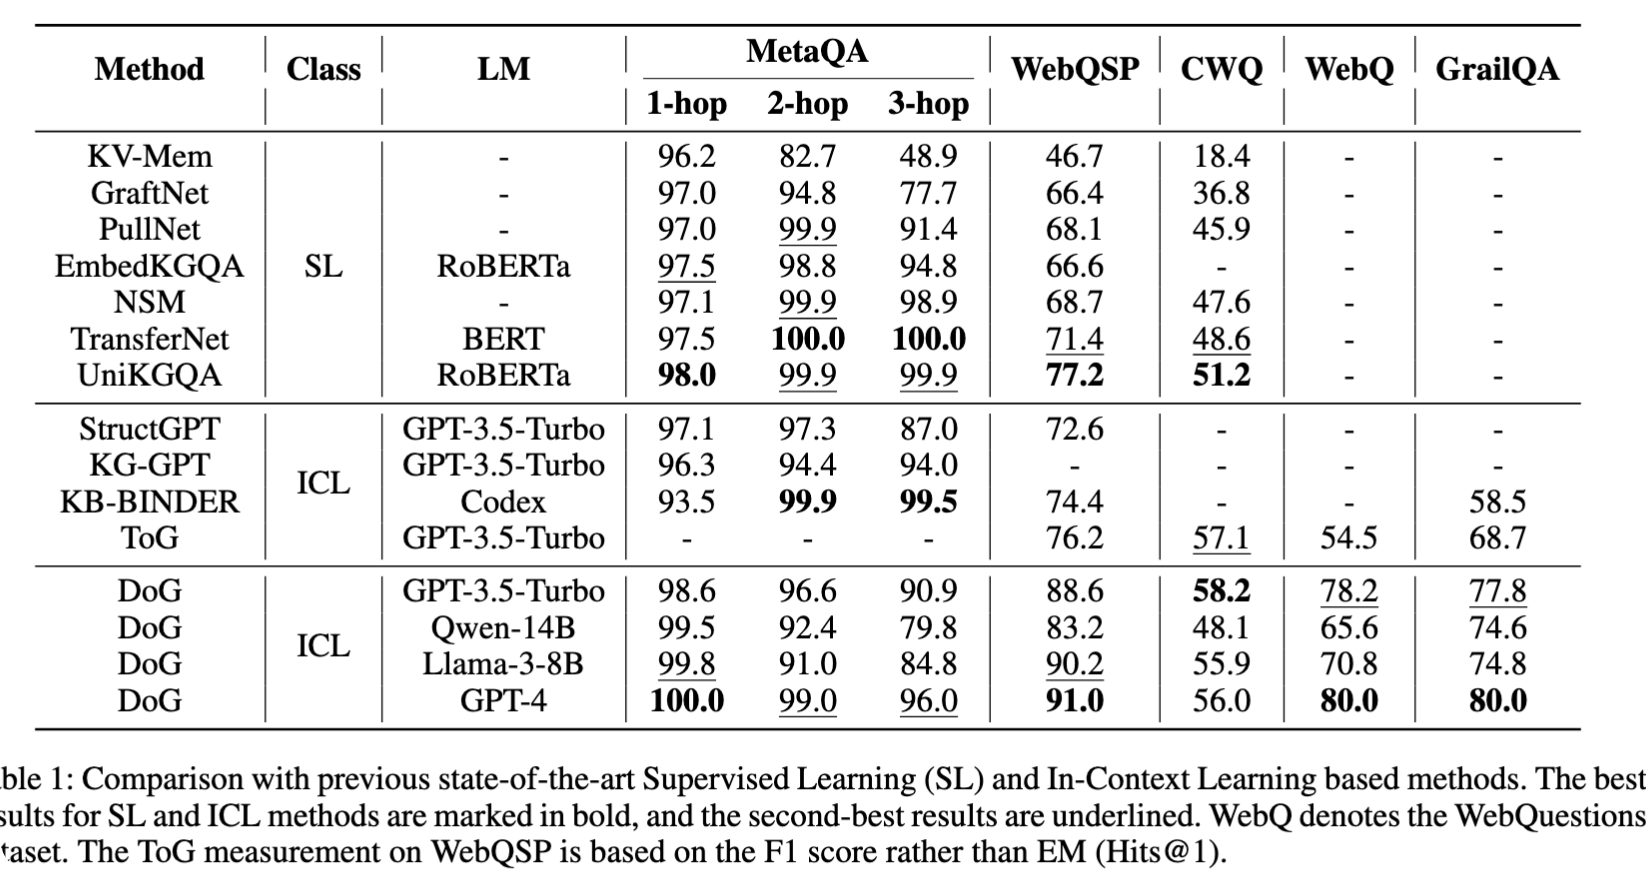 Method Class LM MetaQA WebQSP CWQ WebQ GrailQA
1-hop 2-hop 3-hop
KV-Mem - 96.2 82.7 48.9 46.7 18.4 - -
GraftNet - 97.0 94.8 77.7 66.4 36.8 - -
PullNet - 97.0 99.9 91.4 68.1 45.9 - -
EmbedKGQA SL RoBERTa 97.5 98.8 94.8 66.6 - - -
NSM - 97.1 99.9 98.9 68.7 47.6 - -
TransferNet BERT 97.5 100.0 100.0 71.4 48.6 - -
UniKGQA RoBERTa 98.0 99.9 99.9 77.2 51.2 - -
StructGPT GPT-3.5-Turbo 97.1 97.3 87.0 72.6 - - -
KG-GPT ICL GPT-3.5-Turbo 96.3 94.4 94.0 - - - -
KB-BINDER Codex 93.5 99.9 99.5 74.4 - - 58.5
ToG GPT-3.5-Turbo - - - 76.2 57.1 54.5 68.7
DoG GPT-3.5-Turbo 98.6 96.6 90.9 88.6 58.2 78.2 77.8
DoG ICL Qwen-14B 99.5 92.4 79.8 83.2 48.1 65.6 74.6
DoG Llama-3-8B 99.8 91.0 84.8 90.2 55.9 70.8 74.8
DoG GPT-4 100.0 99.0 96.0 91.0 56.0 80.0 80.0
ble 1: Comparison with previous state-of-the-art Supervised Learning (SL) and In-Context Learning based methods. The best
sults for SL and ICL methods are marked in bold, and the second-best results are underlined. WebQ denotes the WebQuestions
taset. The ToG measurement on WebQSP is based on the F1 score rather than EM (Hits@1).